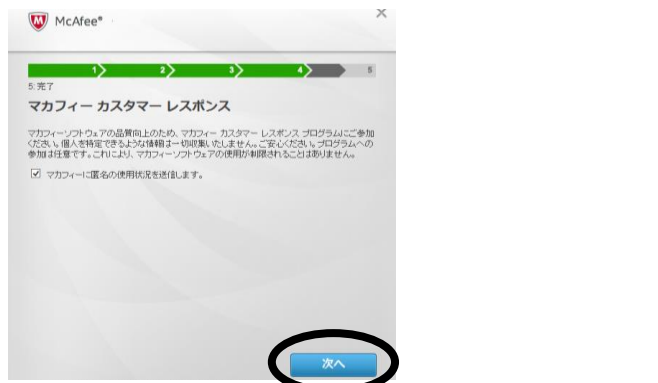 McAfee®
1 2 3 4 5
5:完了
マカフィー カスタマー レスポンス
マカフィーソフトウェアの品質向上のため、マカフィー カスタマー レスポンス プログラムにご参加
ください。個人を特定できるような情報は一切収集いたしません。ご安心ください。プログラムへの
参加は任意です。これにより、マカフィーソフトウェアの使用が制限されることはありません。
マカフィーに匿名の使用状況を送信します。
次へ